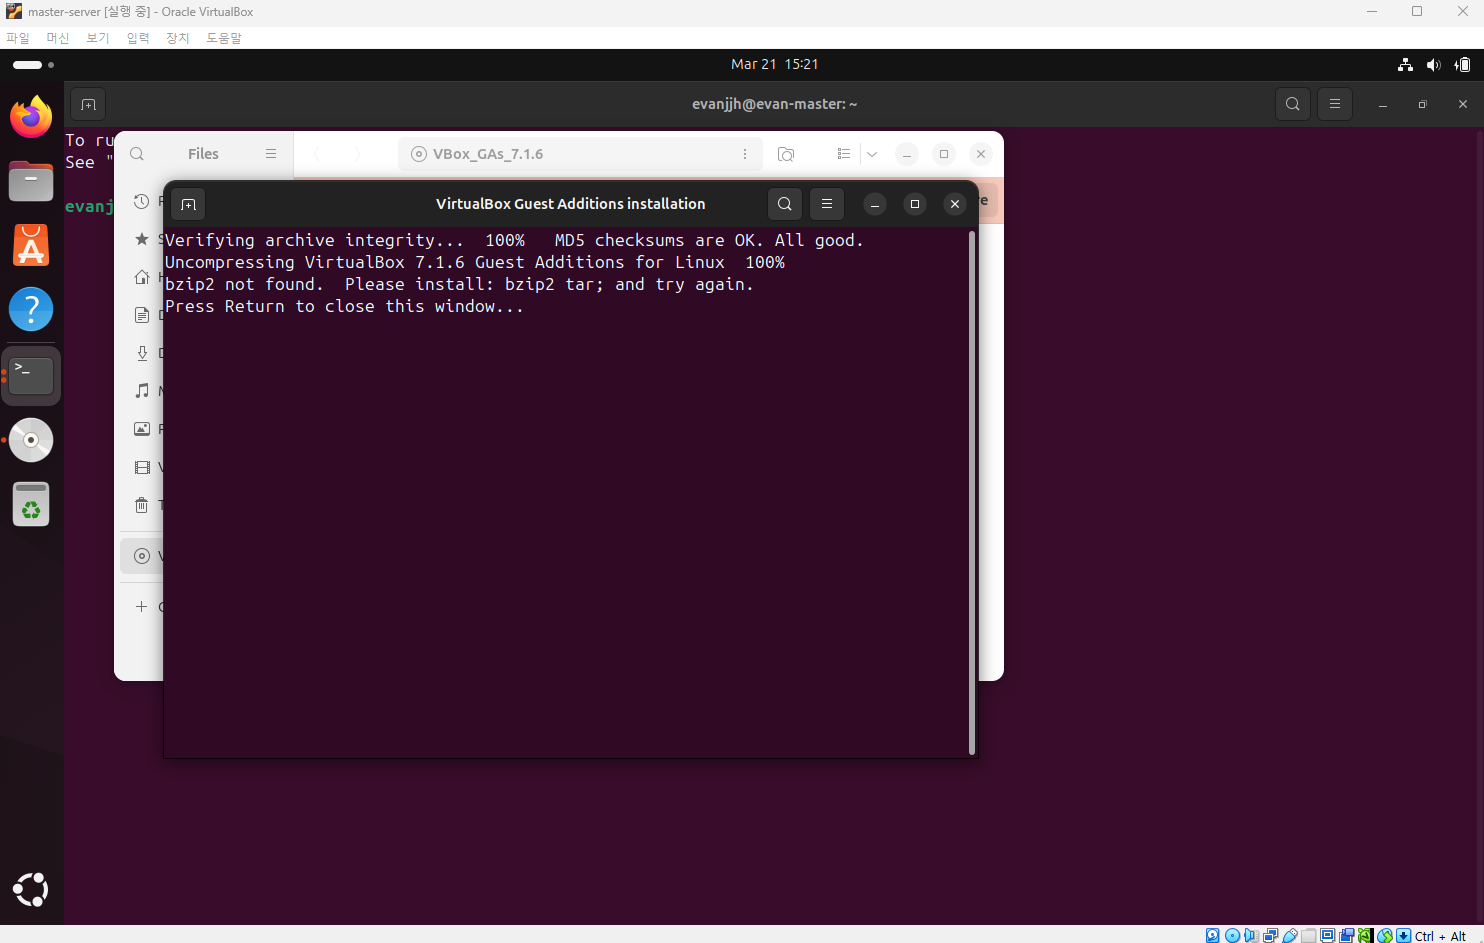 master-server [실행 중] - Oracle VirtualBox
파일 머신 보기 입력 장치 도움말
Mar 21 15:21
evanjjh@evan-master: ~
To ru
See "
evanj
Files
VBox_GAs_7.1.6
VirtualBox Guest Additions installation
Verifying archive integrity... 100% MD5 checksums are OK. All good.
Uncompressing VirtualBox 7.1.6 Guest Additions for Linux 100%
bzip2 not found. Please install: bzip2 tar; and try again.
Press Return to close this window...
Ctrl + Alt